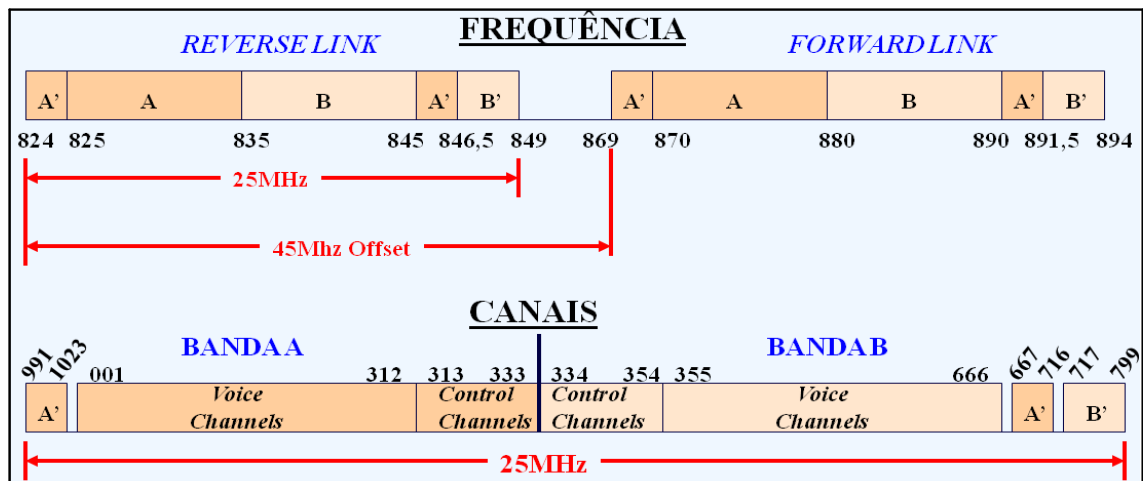 FREQUÊNCIA
REVERSE LINK FORWARD LINK
A' A B A' B' A' A B A' B'
824 825 835 845 846,5 849 869 870 880 890 891,5 894
25MHz
45Mhz Offset
CANAIS
BANDA A BANDA B
991 1023 001 312 313 333 334 354 355 666 667 716 717 799
A' Voice Channels Control Channels Control Channels Voice Channels A' B'
25MHz